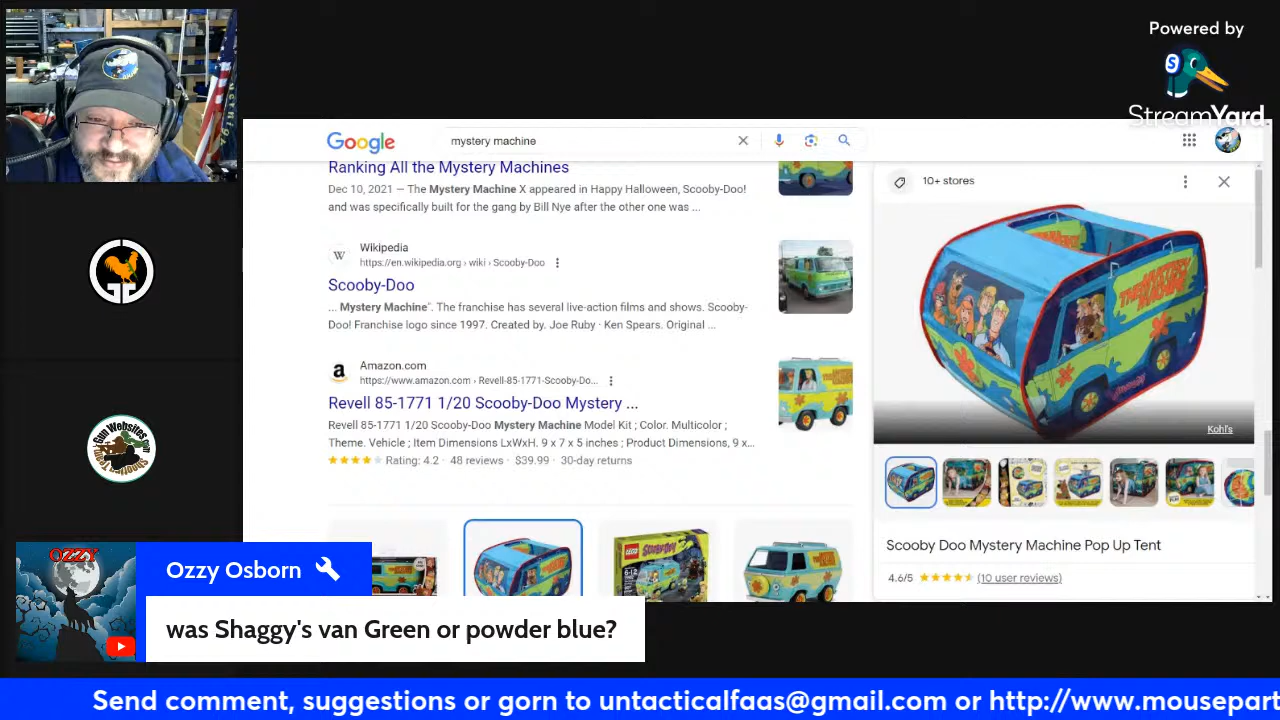 Powered by
StreamYard
Google
mystery machine
Ranking All the Mystery Machines
Dec 10, 2021 — The Mystery Machine X appeared in Happy Halloween, Scooby-Doo!
and was specifically built for the gang by Bill Nye after the other one was ...
W
Wikipedia
https://en.wikipedia.org › wiki › Scooby-Doo
Scooby-Doo
... Mystery Machine". The franchise has several live-action films and shows. Scooby-
Doo! Franchise logo since 1997. Created by. Joe Ruby · Ken Spears. Original ...
a
Amazon.com
https://www.amazon.com › Revell-85-1771-Scooby-Do...
Revell 85-1771 1/20 Scooby-Doo Mystery ...
Revell 85-1771 1/20 Scooby-Doo Mystery Machine Model Kit ; Color. Multicolor ;
Theme. Vehicle ; Item Dimensions LxWxH. 9 x 7 x 5 inches ; Product Dimensions, 9 x...
Rating: 4.2 · 48 reviews · $39.99 · 30-day returns
10+ stores
THE MYSTERY MACHINE
Kohl's
Scooby Doo Mystery Machine Pop Up Tent
4.6/5
(10 user reviews)
Gun Websites
OZZY
Ozzy Osborn
was Shaggy's van Green or powder blue?
Send comment, suggestions or gorn to untacticalfaas@gmail.com or http://www.mousepart